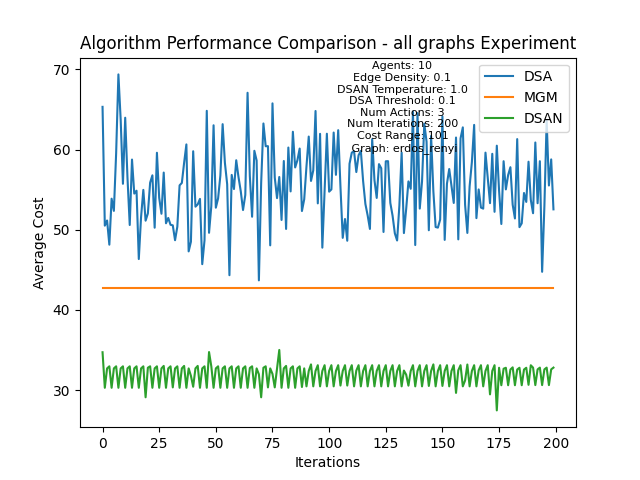 Algorithm Performance Comparison - all graphs Experiment
Agents: 10
Edge Density: 0.1
DSAN Temperature: 1.0
DSA Threshold: 0.1
Num Actions: 3
Num Iterations: 200
Cost Range: 101
Graph: erdos_renyi
DSA
MGM
DSAN
Average Cost
70
60
50
40
30
0
25
50
75
100
125
150
175
200
Iterations